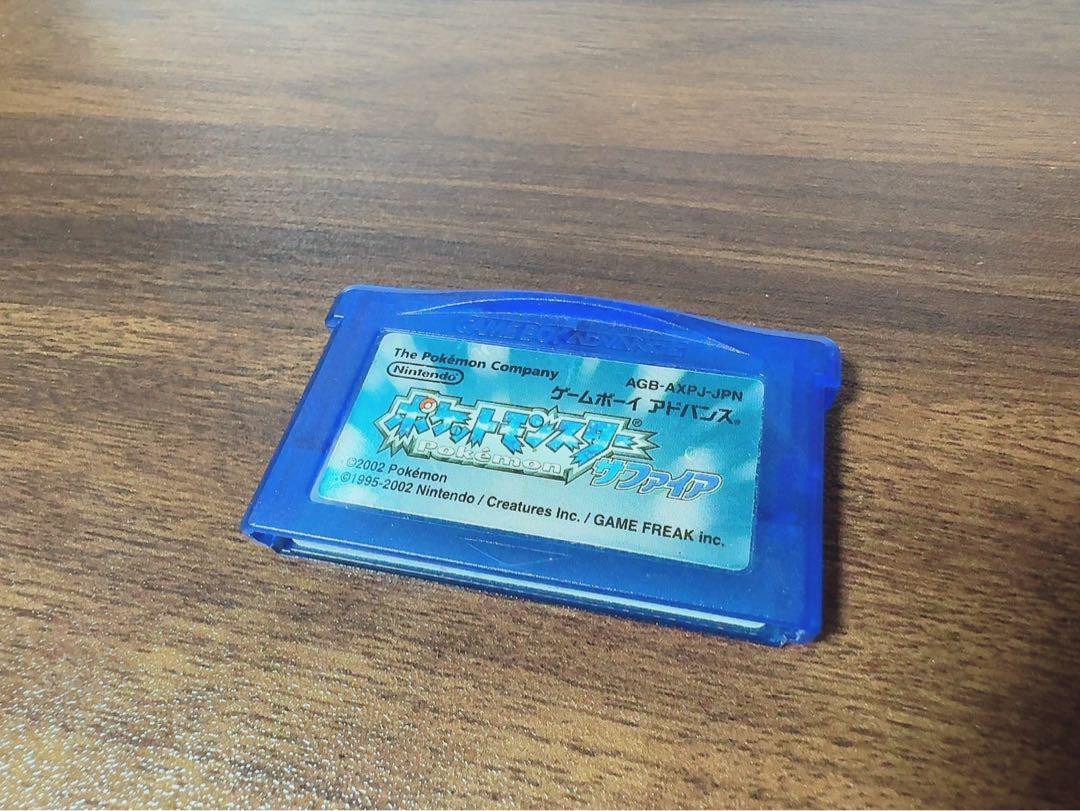 GAME BOY ADVANCE
The Pokémon Company
Nintendo
AGB-AXPJ-JPN
ゲームボーイ アドバンス®
ポケットモンスター®
Pokémon
サファイア
©2002 Pokémon
©1995-2002 Nintendo / Creatures Inc. / GAME FREAK inc.